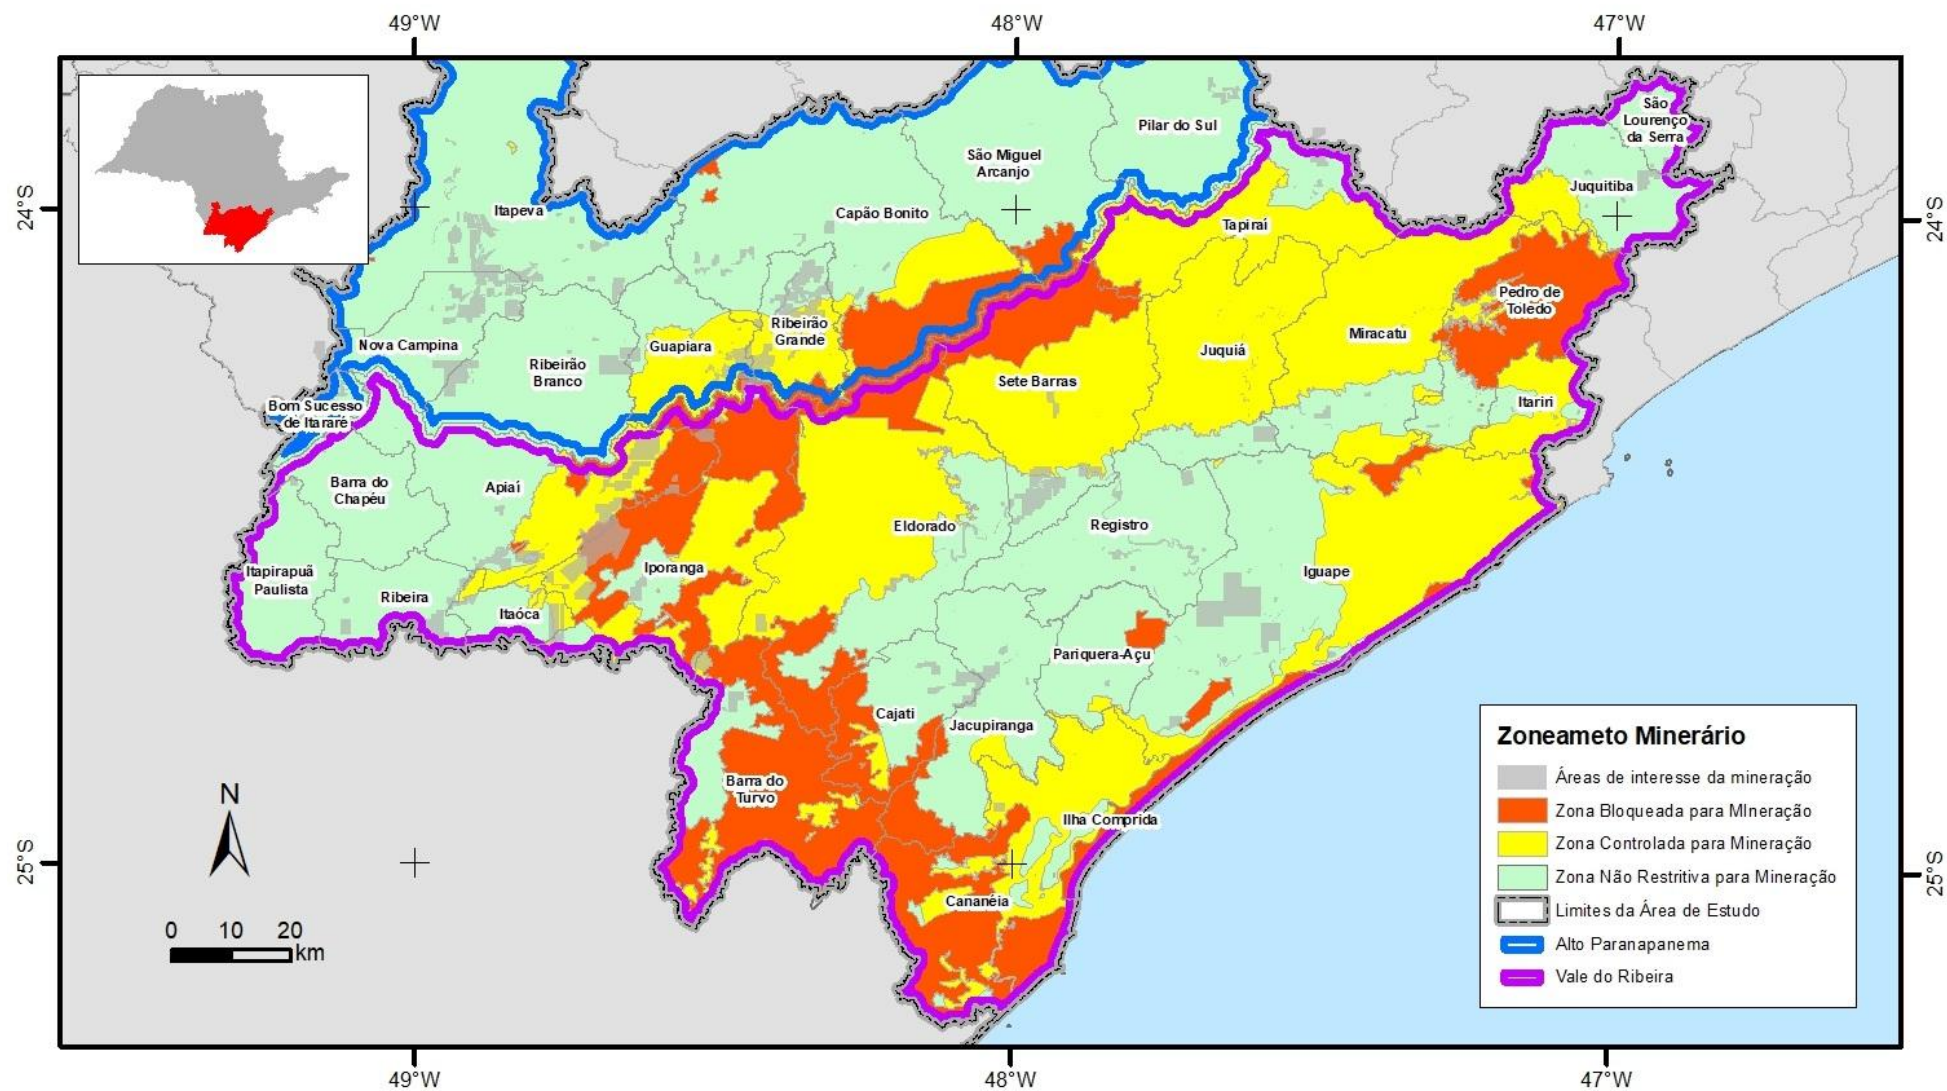 49°W
48°W
47°W
São
Lourenço
da Serra
Pilar do Sul
São Miguel
Arcanjo
Juquitiba
24°S
24°S
Itapeva
Capão Bonito
Tapiraí
Pedro de
Toledo
Ribeirão
Grande
Miracatu
Nova Campina
Guapiara
Juquiá
Ribeirão
Branco
Sete Barras
Itariri
Bom Sucesso
de Itararé
Barra do
Chapéu
Apiaí
Eldorado
Registro
Iporanga
Iguape
Itapirapuã
Paulista
Ribeira
Itaóca
Pariquera-Açu
Cajati
Jacupiranga
Barra do
Turvo
Ilha Comprida
Cananéia
25°S
25°S
N
0 10 20
km
Zoneameto Minerário
Áreas de interesse da mineração
Zona Bloqueada para MIneração
Zona Controlada para Mineração
Zona Não Restritiva para Mineração
Limites da Área de Estudo
Alto Paranapanema
Vale do Ribeira
49°W
48°W
47°W